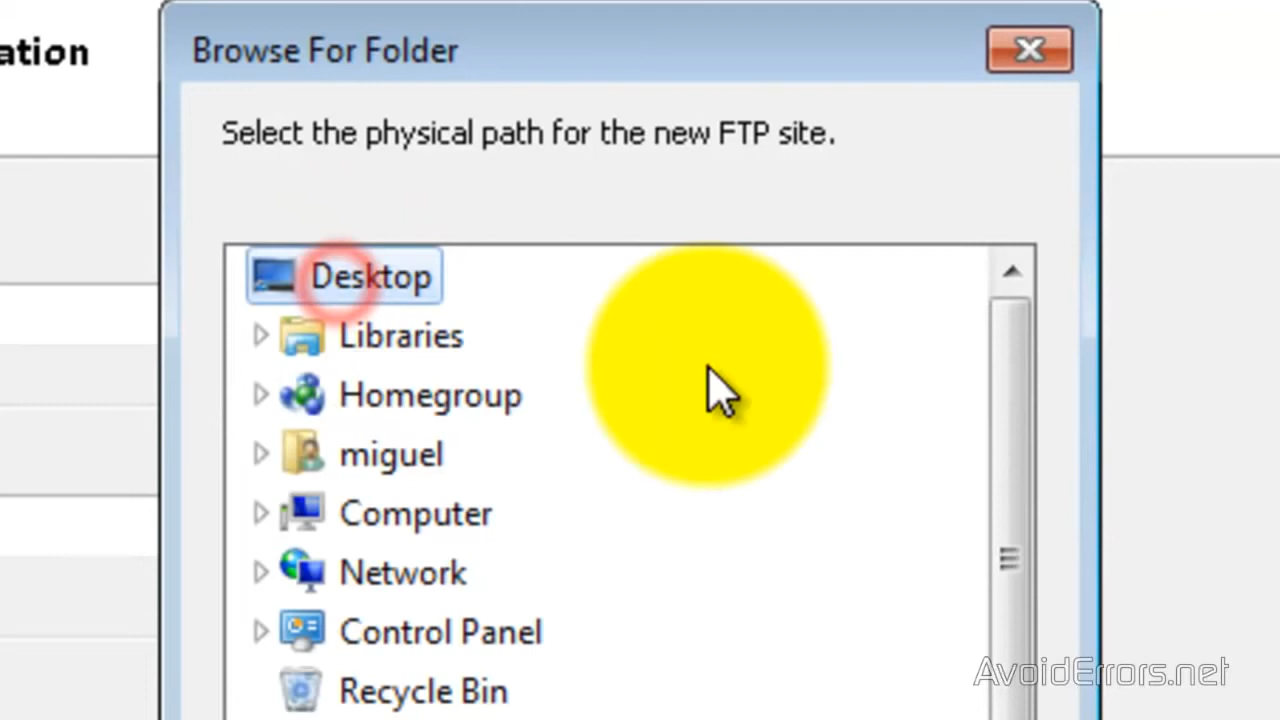 ation
Browse For Folder
Select the physical path for the new FTP site.
Desktop
Libraries
Homegroup
miguel
Computer
Network
Control Panel
Recycle Bin
AvoidErrors.net